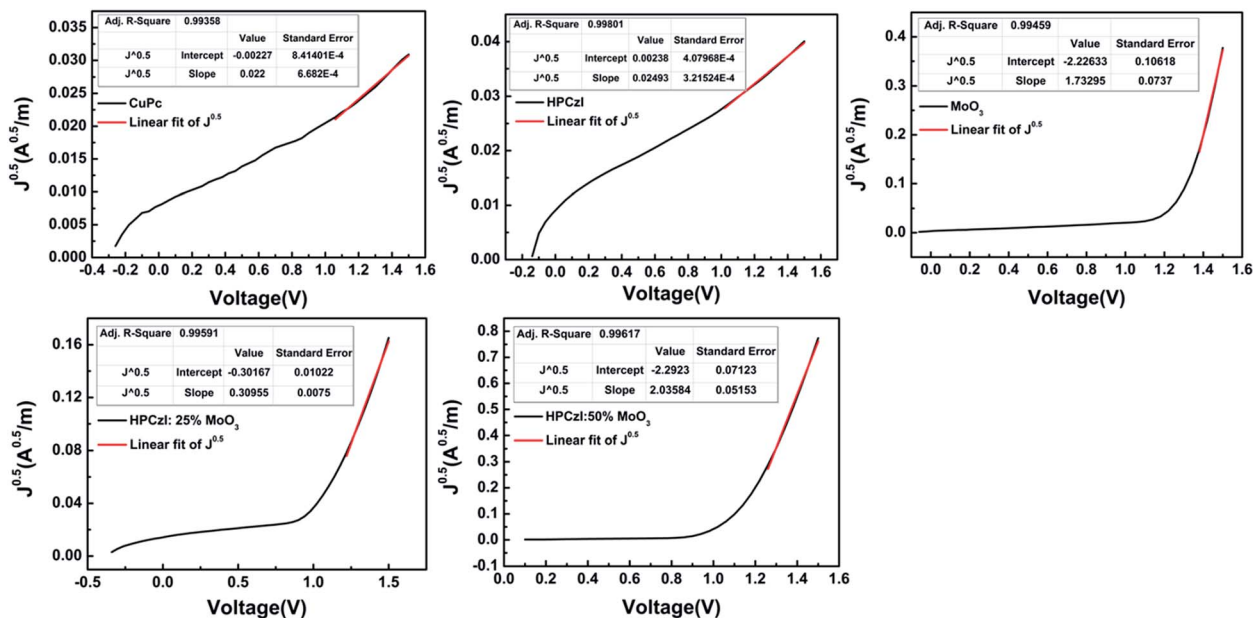 Adj. R-Square 0.99358
Value Standard Error
J^0.5 Intercept -0.00227 8.41401E-4
J^0.5 Slope 0.022 6.682E-4
CuPc
Linear fit of J^0.5
J^0.5(A^0.5/m)
0.035
0.030
0.025
0.020
0.015
0.010
0.005
0.000
-0.4 -0.2 0.0 0.2 0.4 0.6 0.8 1.0 1.2 1.4 1.6
Voltage(V)
Adj. R-Square 0.99801
Value Standard Error
J^0.5 Intercept 0.00238 4.07968E-4
J^0.5 Slope 0.02493 3.21524E-4
HPCzI
Linear fit of J^0.5
J^0.5(A^0.5/m)
0.04
0.03
0.02
0.01
0.00
-0.2 0.0 0.2 0.4 0.6 0.8 1.0 1.2 1.4 1.6
Voltage(V)
Adj. R-Square 0.99459
Value Standard Error
J^0.5 Intercept -2.22633 0.10618
J^0.5 Slope 1.73295 0.0737
MoO3
Linear fit of J^0.5
J^0.5(A^0.5/m)
0.4
0.3
0.2
0.1
0.0
0.0 0.2 0.4 0.6 0.8 1.0 1.2 1.4 1.6
Voltage(V)
Adj. R-Square 0.99591
Value Standard Error
J^0.5 Intercept -0.30167 0.01022
J^0.5 Slope 0.30955 0.0075
HPCzI: 25% MoO3
Linear fit of J^0.5
J^0.5(A^0.5/m)
0.16
0.12
0.08
0.04
0.00
-0.5 0.0 0.5 1.0 1.5
Voltage(V)
Adj. R-Square 0.99617
Value Standard Error
J^0.5 Intercept -2.2923 0.07123
J^0.5 Slope 2.03584 0.05153
HPCzI:50% MoO3
Linear fit of J^0.5
J^0.5(A^0.5/m)
0.8
0.7
0.6
0.5
0.4
0.3
0.2
0.1
0.0
-0.1
0.0 0.2 0.4 0.6 0.8 1.0 1.2 1.4 1.6
Voltage(V)